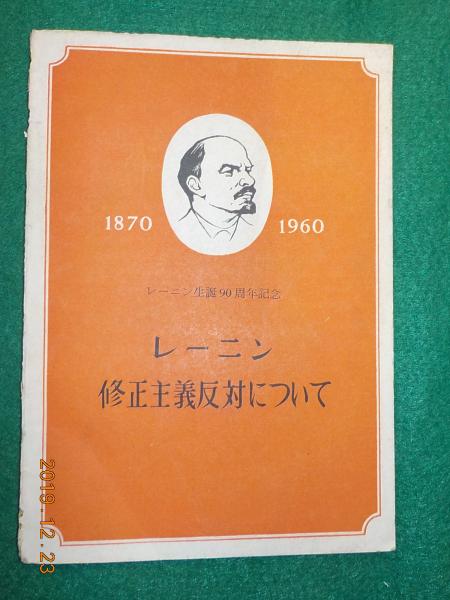 1870 1960
レーニン生誕90周年記念
レーニン
修正主義反対について
2019.12.23